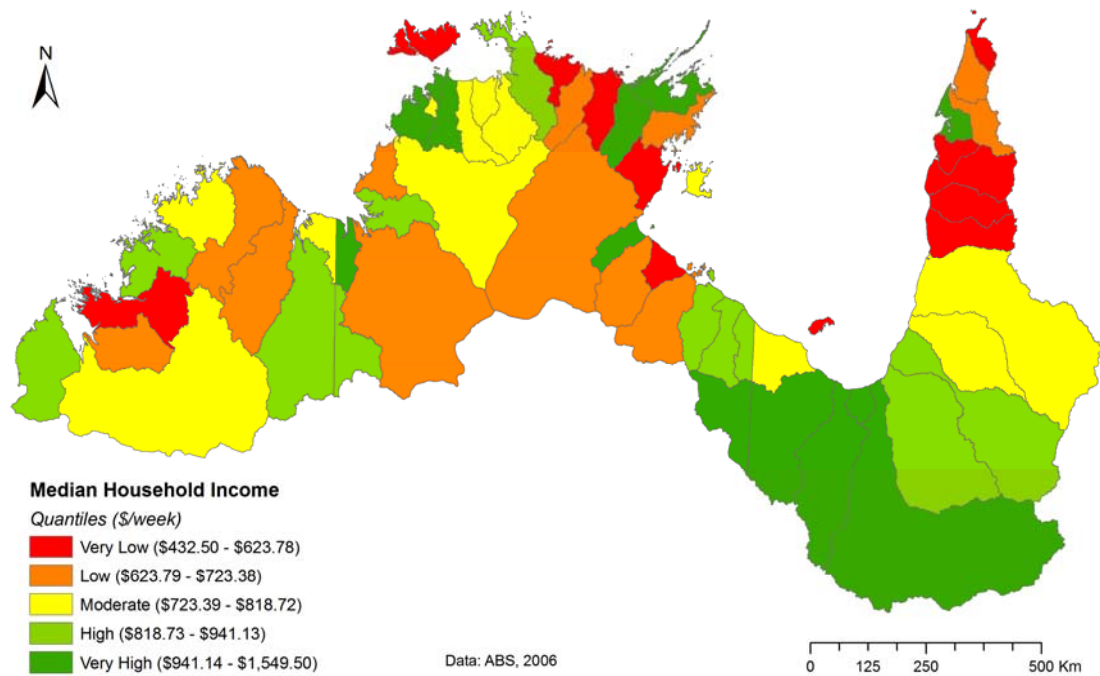 N
Median Household Income
Quantiles ($/week)
Very Low ($432.50 - $623.78)
Low ($623.79 - $723.38)
Moderate ($723.39 - $818.72)
High ($818.73 - $941.13)
Very High ($941.14 - $1,549.50)
Data: ABS, 2006
0 125 250 500 Km